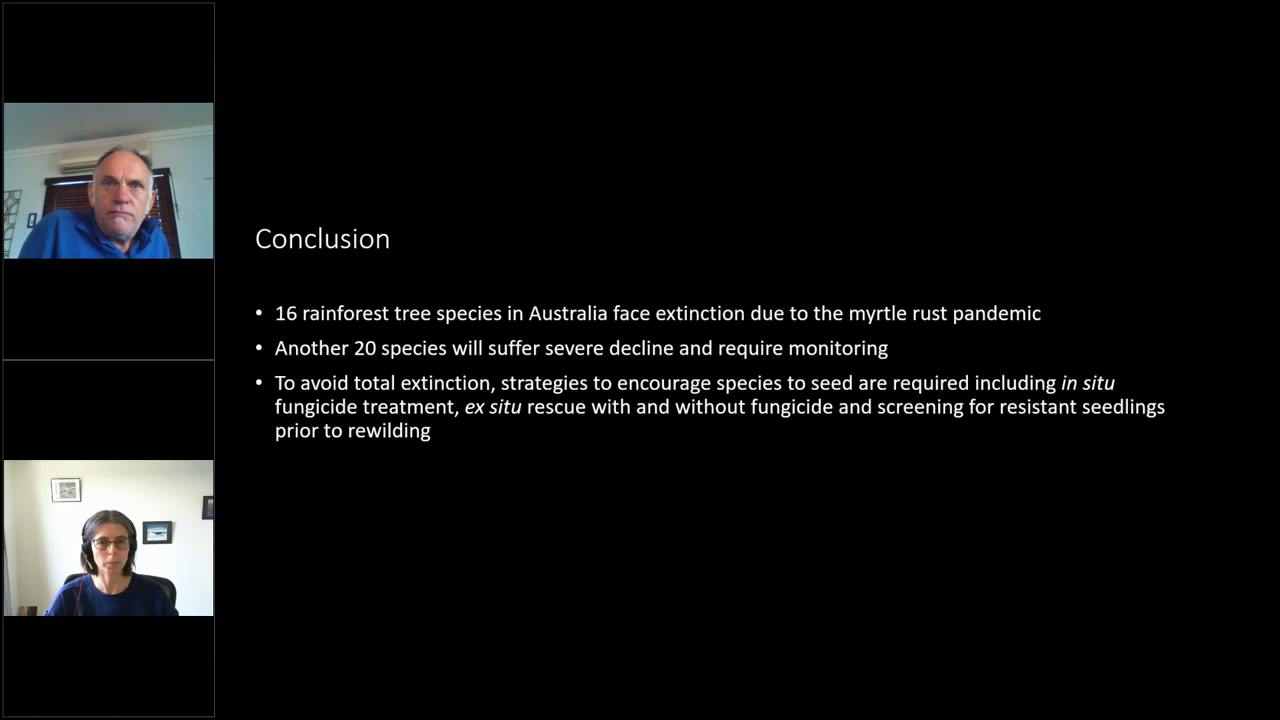 Conclusion
• 16 rainforest tree species in Australia face extinction due to the myrtle rust pandemic
• Another 20 species will suffer severe decline and require monitoring
• To avoid total extinction, strategies to encourage species to seed are required including in situ
fungicide treatment, ex situ rescue with and without fungicide and screening for resistant seedlings
prior to rewilding